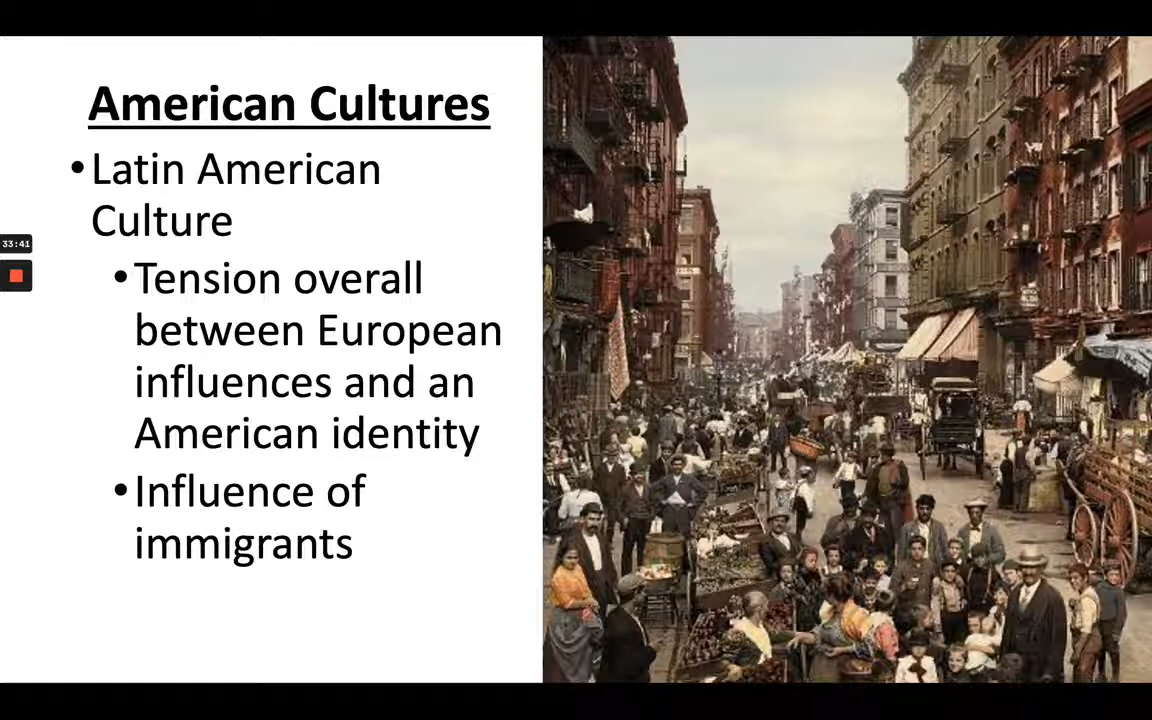 American Cultures
•Latin American
Culture
•Tension overall
between European
influences and an
American identity
•Influence of
immigrants
33:41